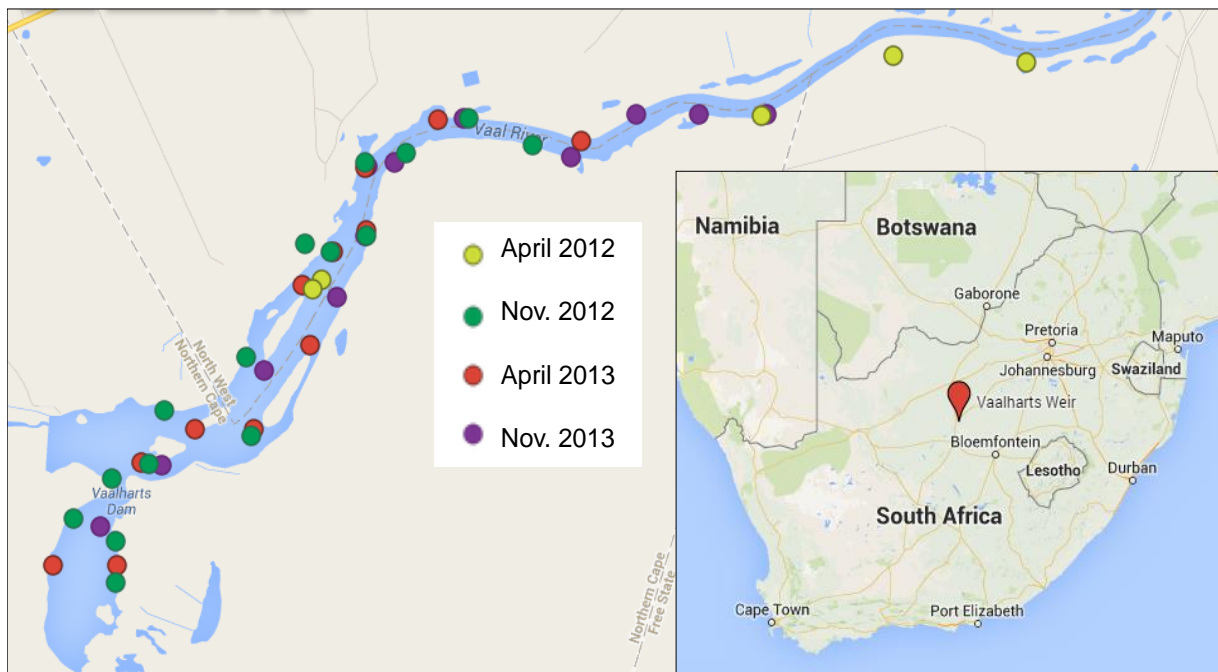 Vaal River
North West
Northern Cape
Vaalharts
Dam
Northern Cape
Free State
April 2012
Nov. 2012
April 2013
Nov. 2013
Namibia
Botswana
Gaborone
Pretoria
Johannesburg
Maputo
Swaziland
Vaalharts Weir
Bloemfontein
Lesotho
Durban
South Africa
Cape Town
Port Elizabeth